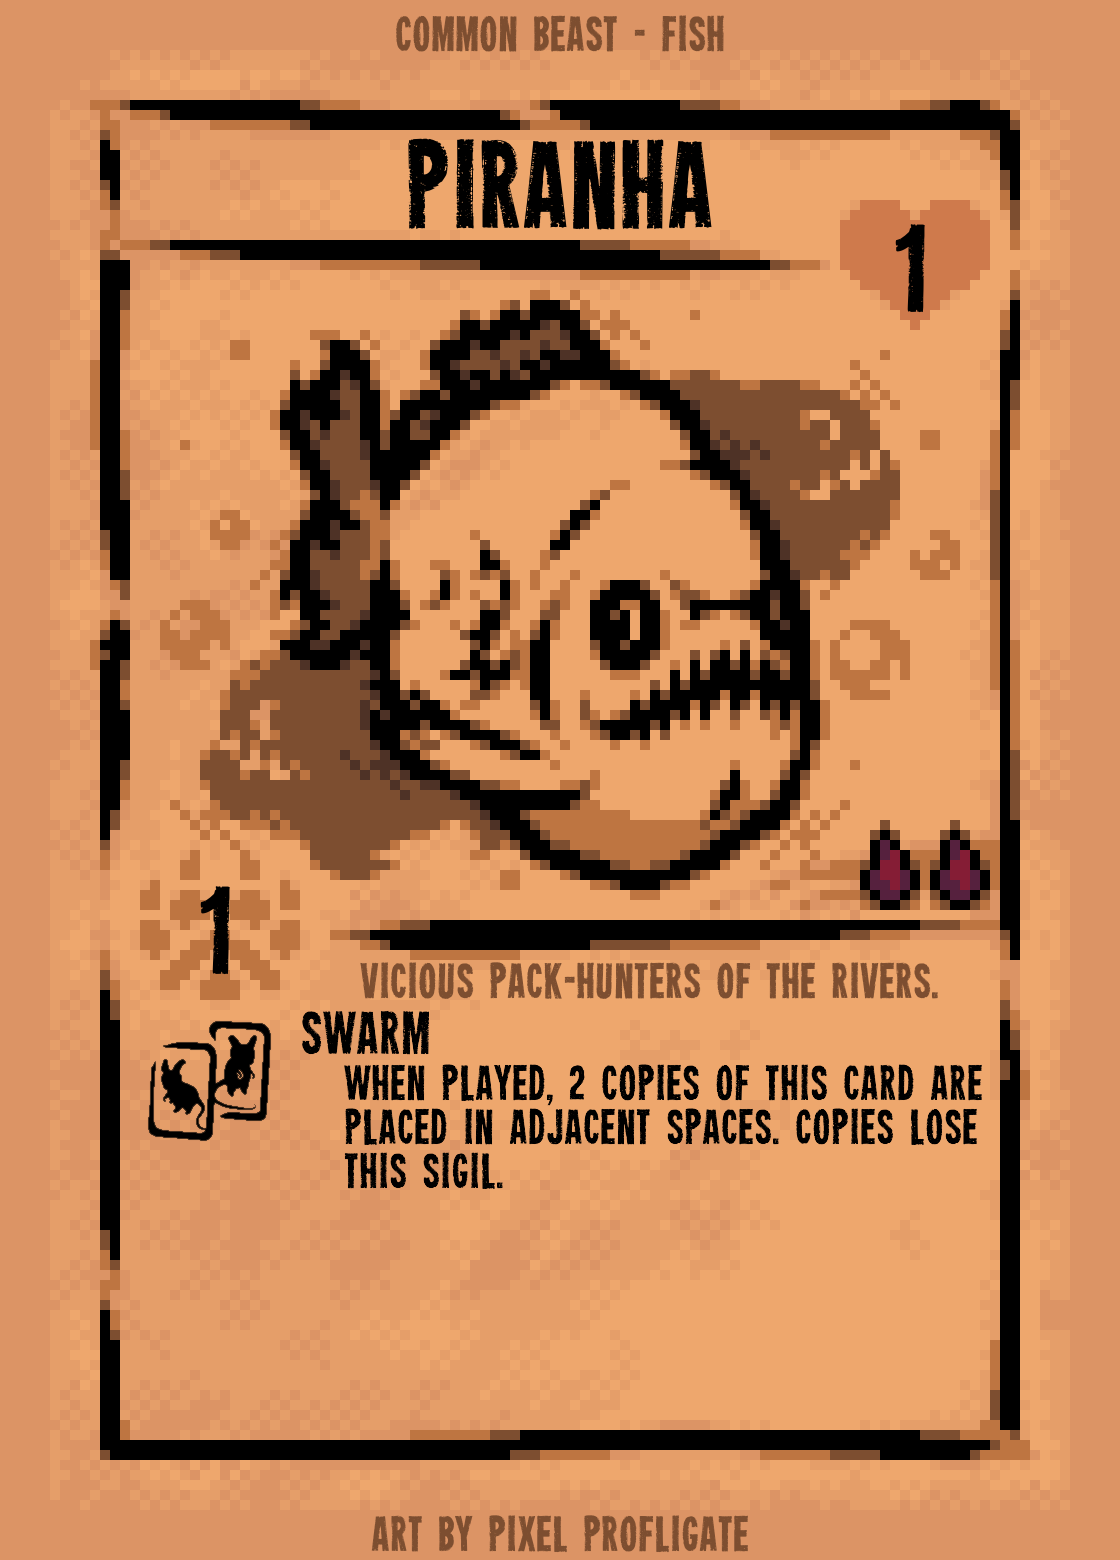 COMMON BEAST - FISH
PIRANHA
1
1
VICIOUS PACK-HUNTERS OF THE RIVERS.
SWARM
WHEN PLAYED, 2 COPIES OF THIS CARD ARE
PLACED IN ADJACENT SPACES. COPIES LOSE
THIS SIGIL.
ART BY PIXEL PROFLIGATE